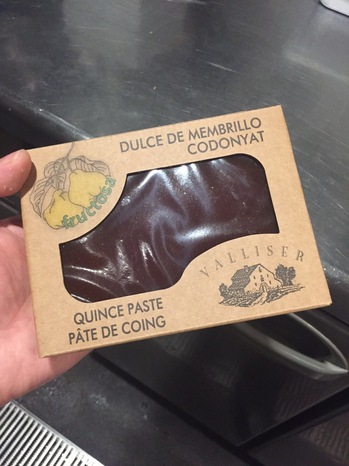 DULCE DE MEMBRILLO
CODONYAT
fructosa
VALLISER
QUINCE PASTE
PÂTE DE COING